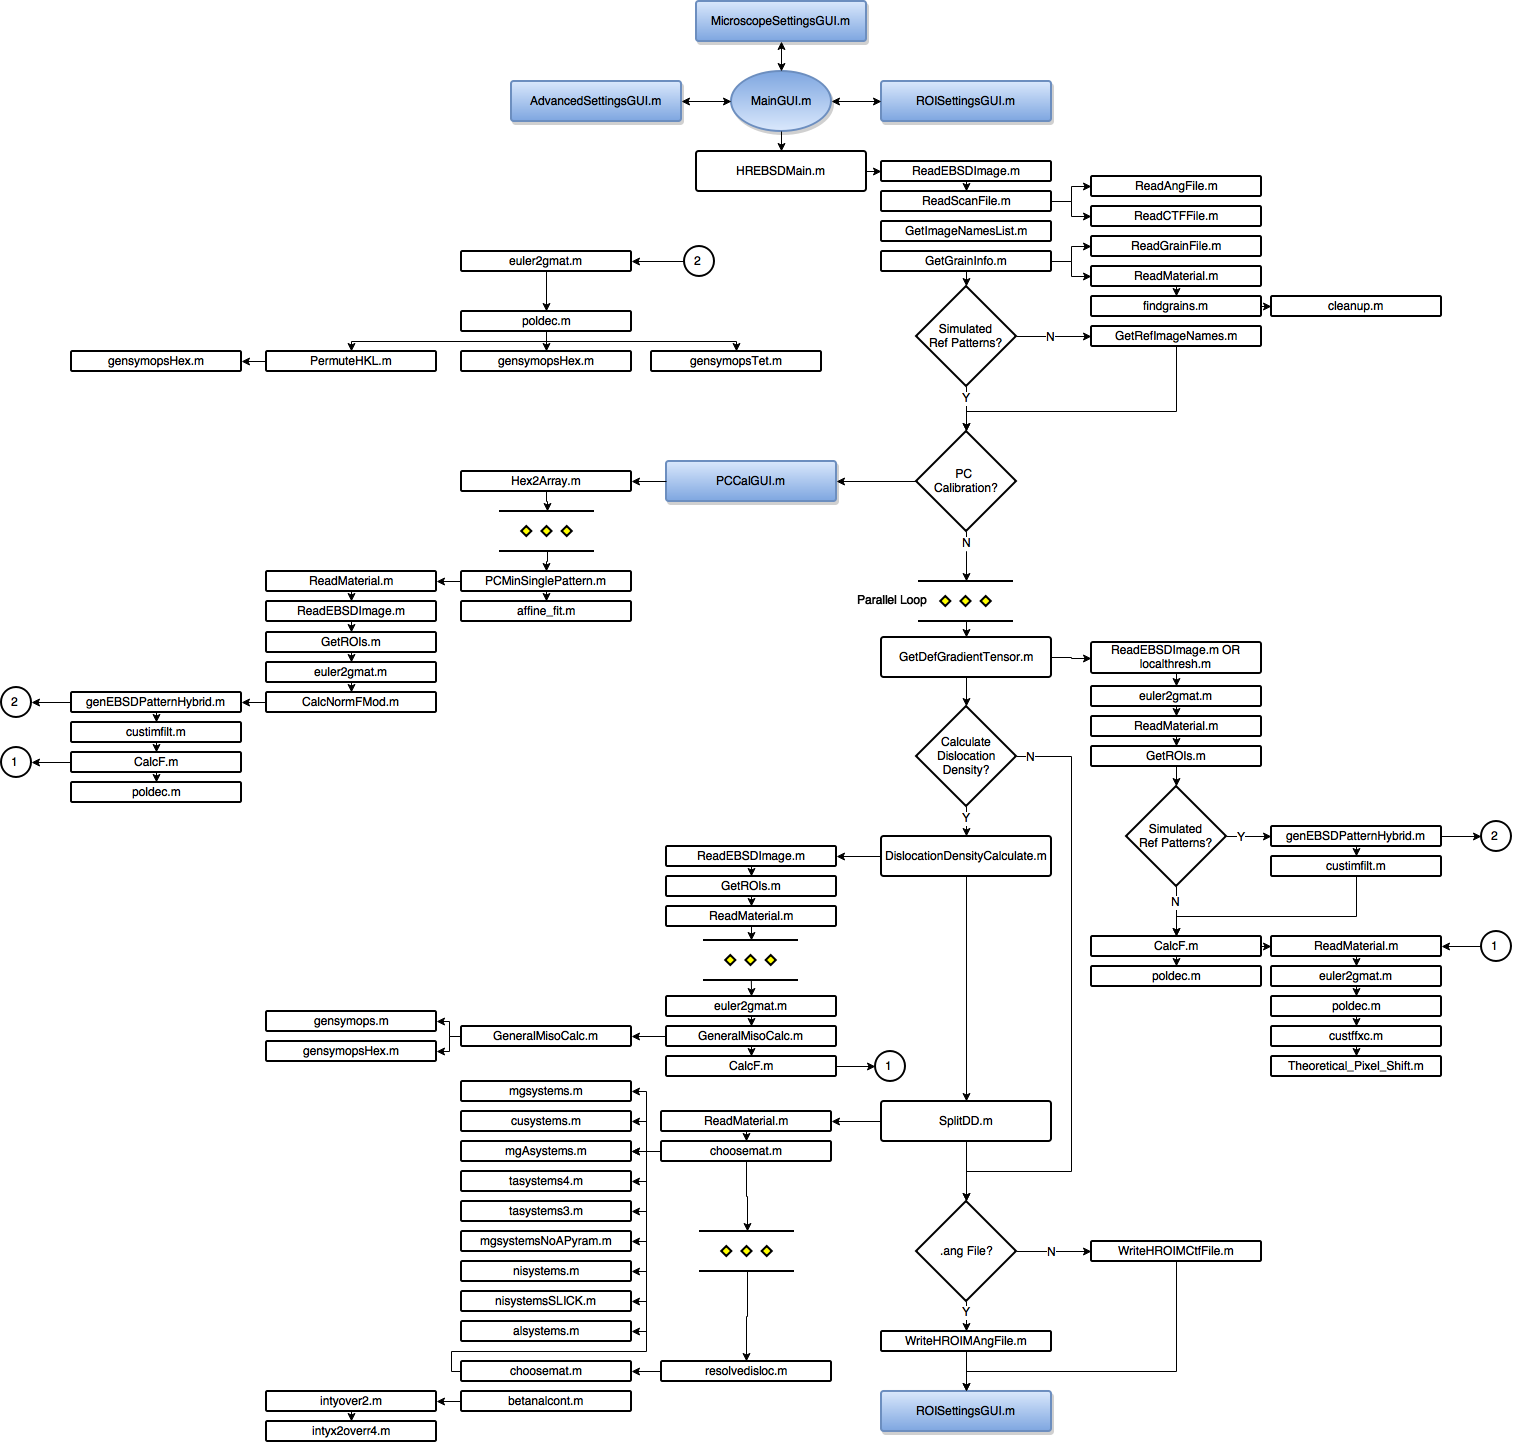 MicroscopeSettingsGUI.m
AdvancedSettingsGUI.m
MainGUI.m
ROISettingsGUI.m
HREBSDMain.m
ReadEBSDImage.m
ReadScanFile.m
GetImageNamesList.m
GetGrainInfo.m
ReadAngFile.m
ReadCTFFile.m
ReadGrainFile.m
ReadMaterial.m
findgrains.m
cleanup.m
GetRefImageNames.m
Simulated
Ref Patterns?
N
Y
euler2gmat.m
2
poldec.m
gensymopsHex.m
PermuteHKL.m
gensymopsHex.m
gensymopsTet.m
PC
Calibration?
N
PCCalGUI.m
Hex2Array.m
PCMinSinglePattern.m
affine_fit.m
ReadMaterial.m
ReadEBSDImage.m
GetROIs.m
euler2gmat.m
CalcNormFMod.m
genEBSDPatternHybrid.m
2
custimfilt.m
CalcF.m
1
poldec.m
Parallel Loop
GetDefGradientTensor.m
ReadEBSDImage.m OR
localthresh.m
euler2gmat.m
ReadMaterial.m
GetROIs.m
Simulated
Ref Patterns?
Y
N
genEBSDPatternHybrid.m
2
custimfilt.m
CalcF.m
poldec.m
ReadMaterial.m
1
euler2gmat.m
poldec.m
custffxc.m
Theoretical_Pixel_Shift.m
Calculate
Dislocation
Density?
N
Y
DislocationDensityCalculate.m
ReadEBSDImage.m
GetROIs.m
ReadMaterial.m
euler2gmat.m
GeneralMisoCalc.m
GeneralMisoCalc.m
gensymops.m
gensymopsHex.m
CalcF.m
1
SplitDD.m
ReadMaterial.m
choosemat.m
mgsystems.m
cusystems.m
mgAsystems.m
tasystems4.m
tasystems3.m
mgsystemsNoAPyram.m
nisystems.m
nisystemsSLICK.m
alsystems.m
choosemat.m
resolvedisloc.m
betanalcont.m
intyover2.m
intyx2overr4.m
.ang File?
N
Y
WriteHROIMCtfFile.m
WriteHROIMAngFile.m
ROISettingsGUI.m